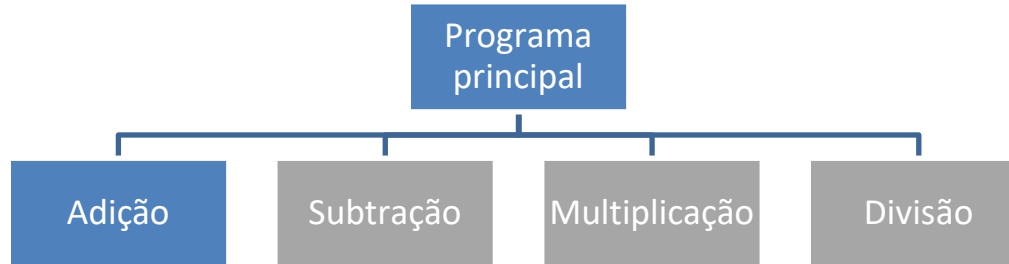 Programa
principal
Adição
Subtração
Multiplicação
Divisão